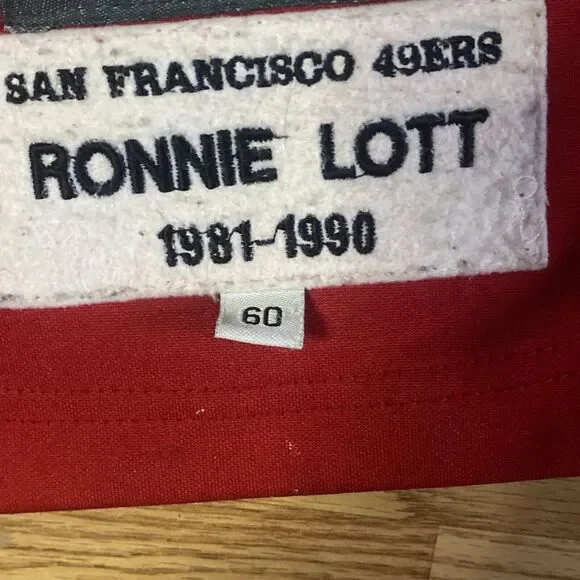 SAN FRANCISCO 49ERS
RONNIE LOTT
1981-1990
60